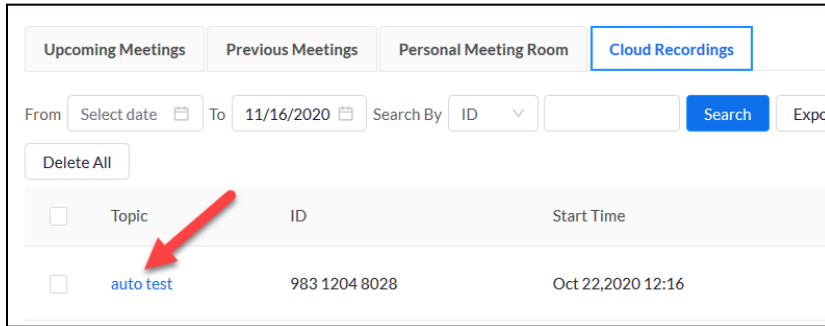 Upcoming Meetings Previous Meetings Personal Meeting Room Cloud Recordings
From Select date To 11/16/2020 Search By ID Search Expo
Delete All
Topic ID Start Time
auto test 983 1204 8028 Oct 22,2020 12:16